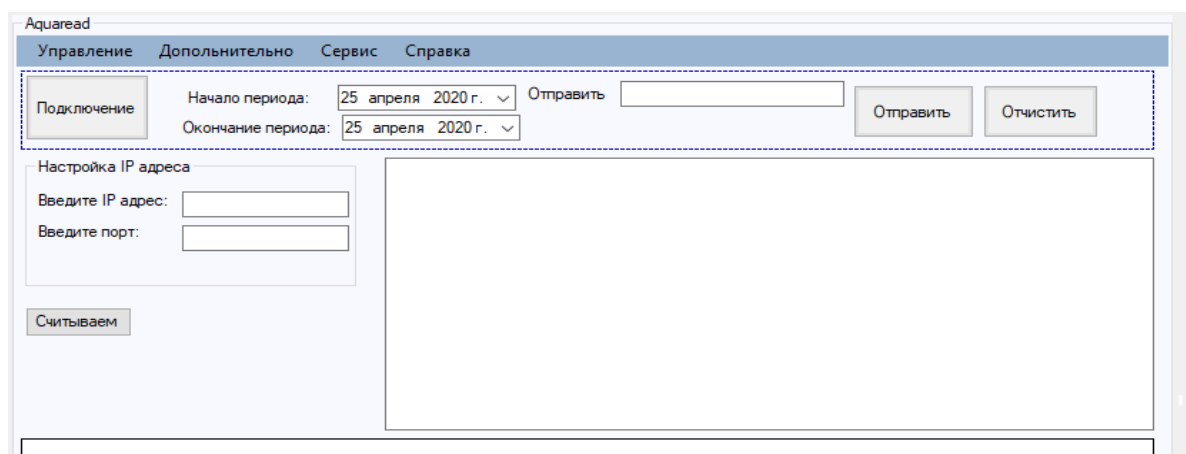 Aquaread
Управление Допольнительно Сервис Справка
Подключение
Начало периода: 25 апреля 2020 г.
Окончание периода: 25 апреля 2020 г.
Отправить
Отправить
Отчистить
Настройка IP адреса
Введите IP адрес:
Введите порт:
Считываем